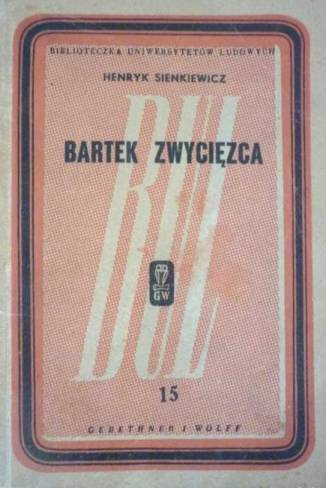 BIBLIOTECZKA UNIWERSYTETÓW LUDOWYCH
HENRYK SIENKIEWICZ
BUL
BARTEK ZWYCIĘZCA
GW
15
GEBETHNER I WOLFF